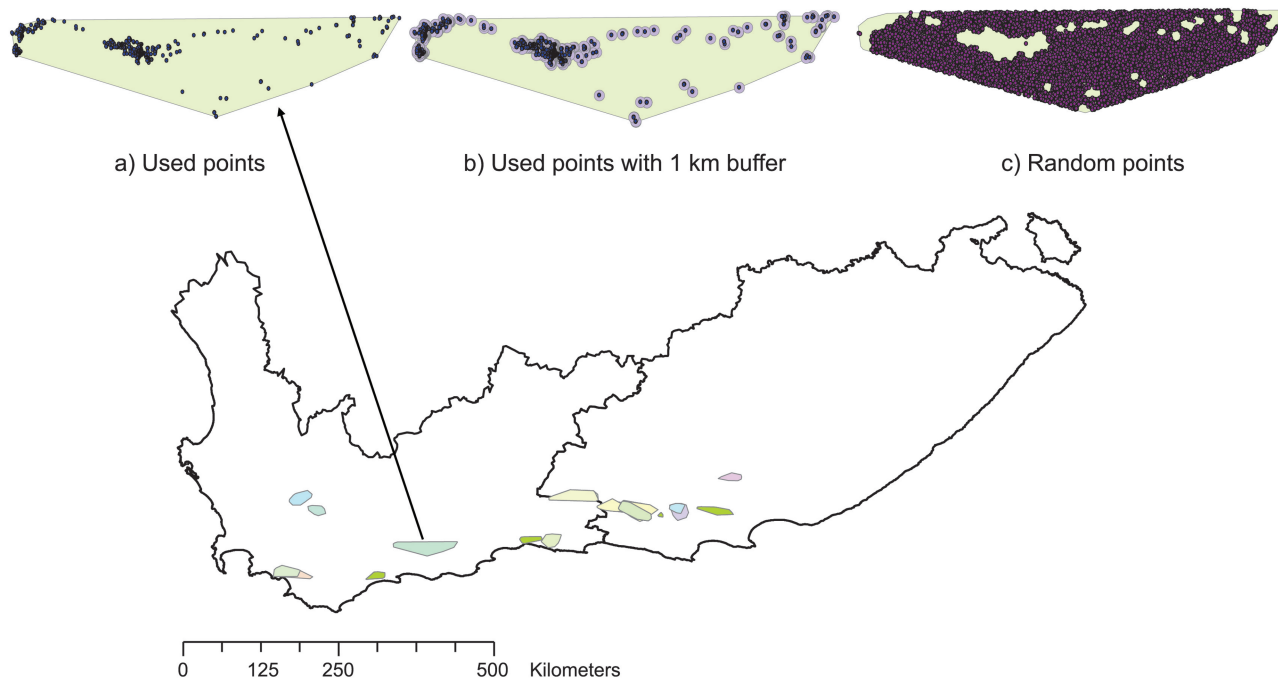 a) Used points
b) Used points with 1 km buffer
c) Random points
0 125 250 500 Kilometers